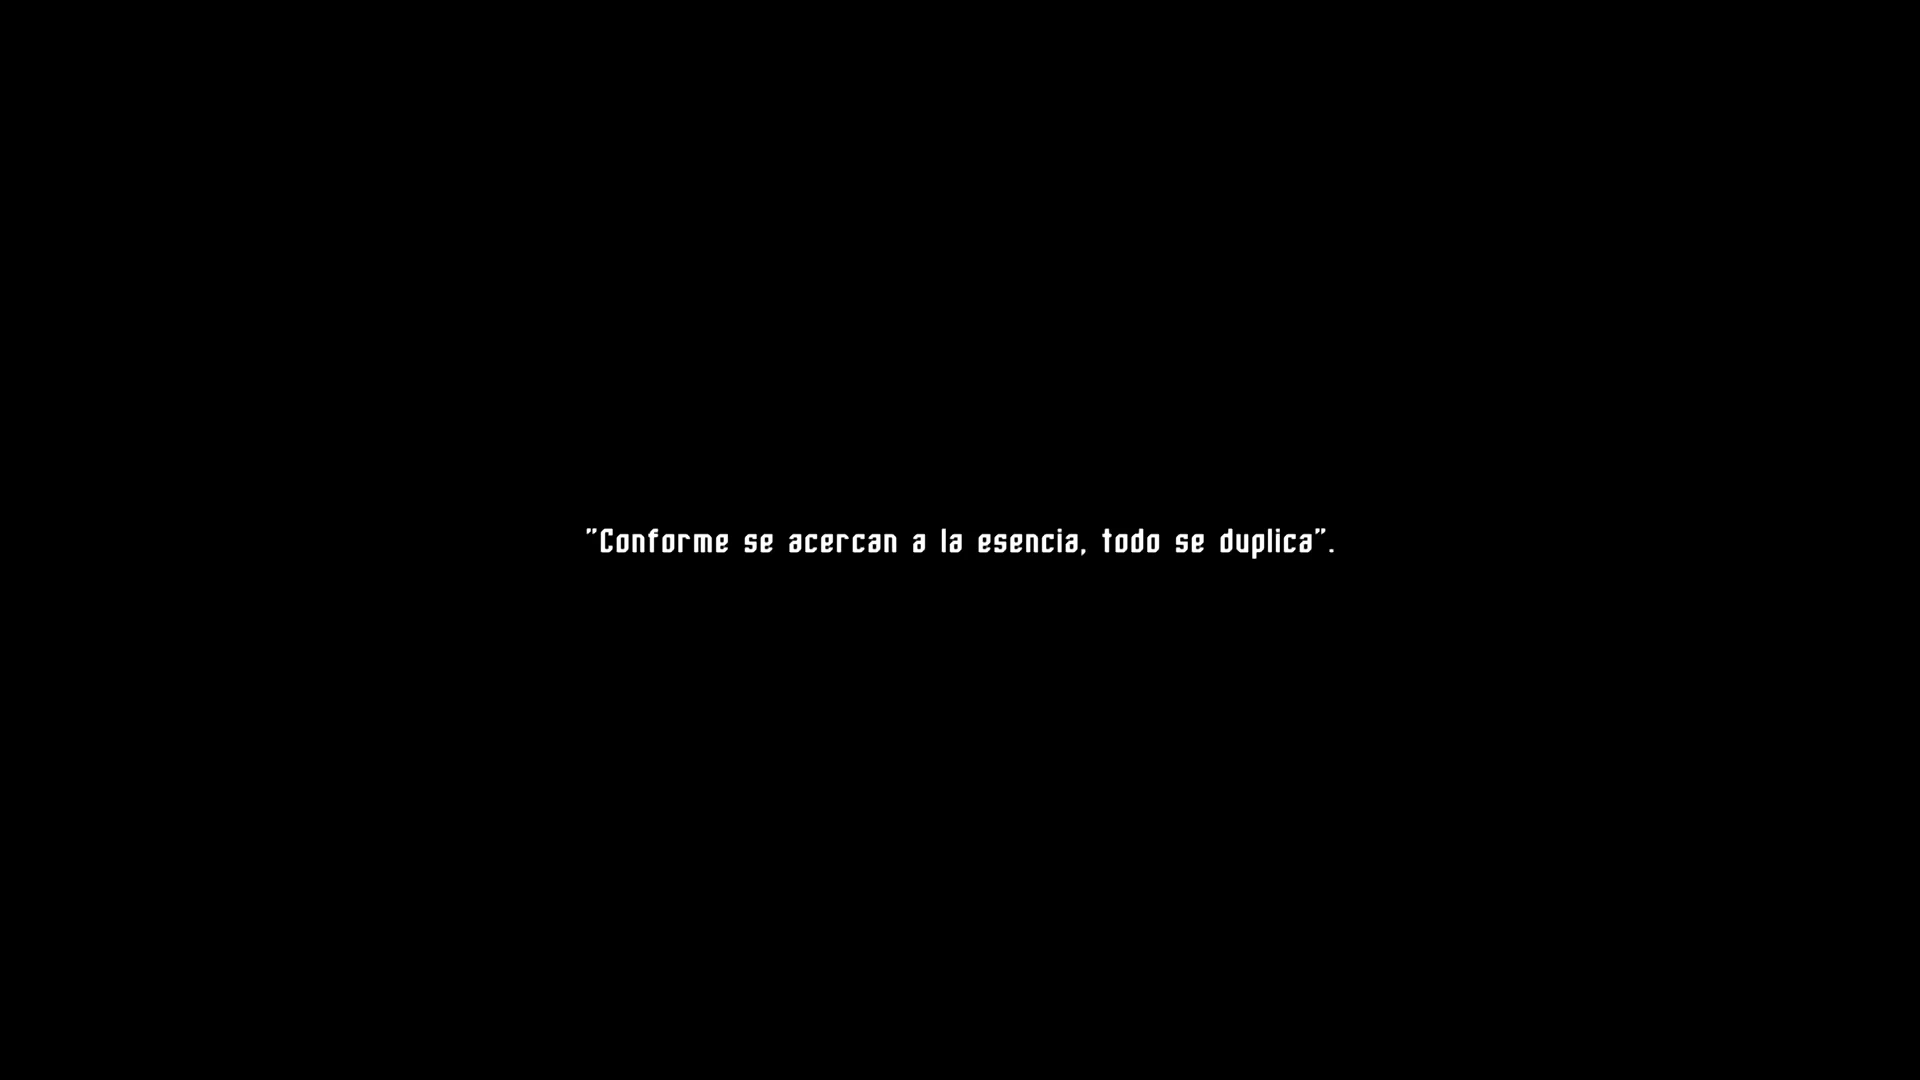 "Conforme se acercan a la esencia, todo se duplica".